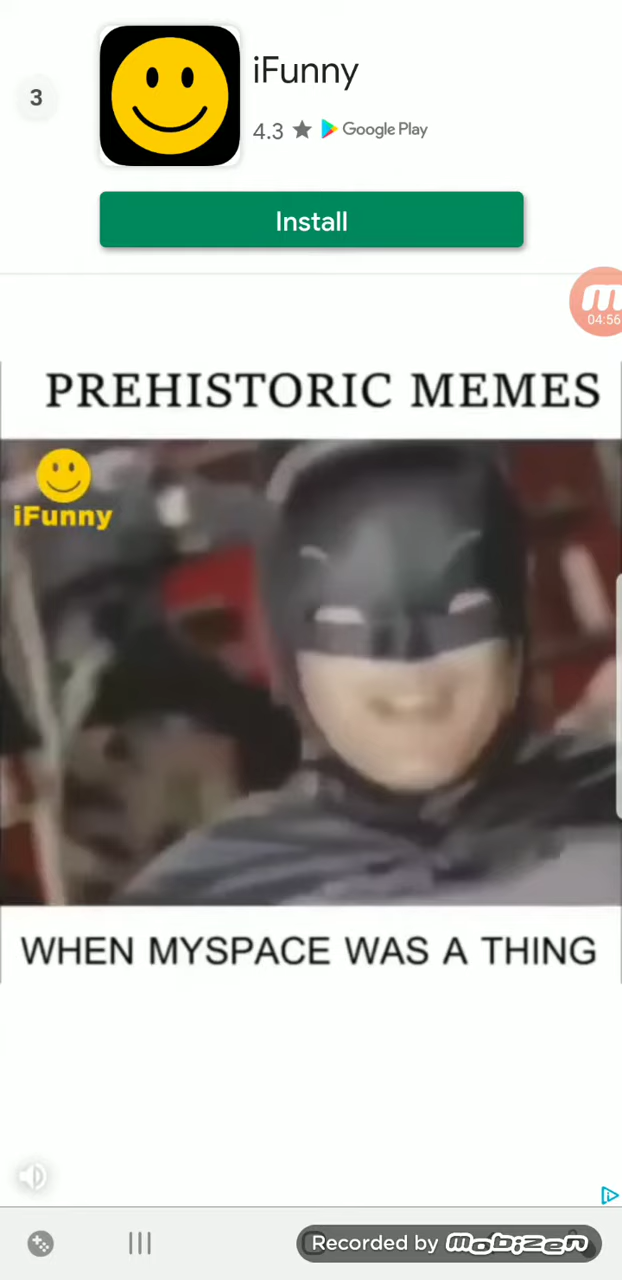 3
iFunny
4.3 ★ Google Play
Install
04:56
PREHISTORIC MEMES
iFunny
WHEN MYSPACE WAS A THING
Recorded by mobizen